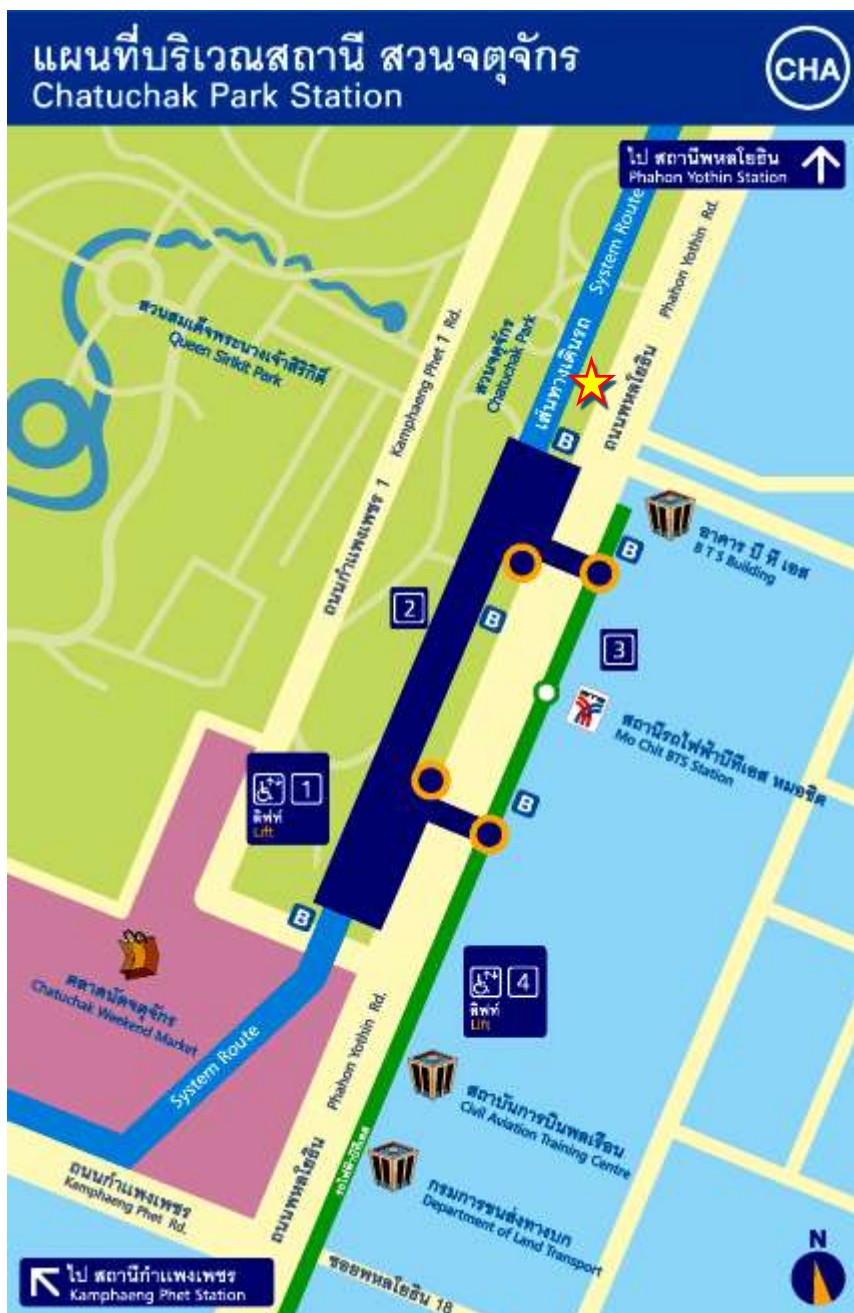 แผนที่บริเวณสถานี สวนจตุจักร
Chatuchak Park Station
CHA
ไป สถานีพหลโยธิน
Phahon Yothin Station
System Route
เส้นทางเดินรถ
Phahon Yothin Rd.
ถนนพหลโยธิน
สวนสมเด็จพระนางเจ้าสิริกิติ์
Queen Sirikit Park
Kamphaeng Phet 1 Rd.
ถนนกำแพงเพชร 1
สวนจตุจักร
Chatuchak Park
B
อาคาร บี ที เอส
B T S Building
B
2
B
3
BTS
สถานีรถไฟฟ้าบีทีเอส หมอชิต
Mo Chit BTS Station
1
ลิฟท์
Lift
B
B
ตลาดนัดจตุจักร
Chatuchak Weekend Market
4
ลิฟท์
Lift
System Route
Phahon Yothin Rd.
ถนนพหลโยธิน
รถไฟฟ้าบีทีเอส
สถาบันการบินพลเรือน
Civil Aviation Training Centre
กรมการขนส่งทางบก
Department of Land Transport
ถนนกำแพงเพชร
Kamphaeng Phet Rd.
ซอยพหลโยธิน 18
N
ไป สถานีกำแพงเพชร
Kamphaeng Phet Station